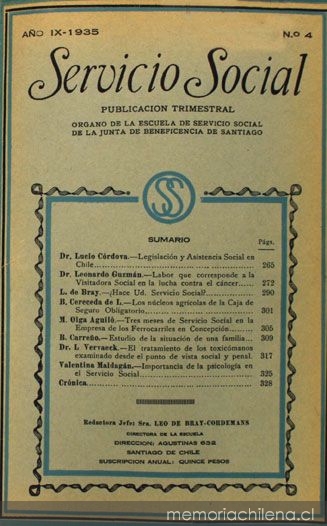 AÑO IX-1935 N.o 4
Servicio Social
PUBLICACION TRIMESTRAL
ORGANO DE LA ESCUELA DE SERVICIO SOCIAL
DE LA JUNTA DE BENEFICENCIA DE SANTIAGO
SS
SUMARIO
Págs.
Dr. Lucio Córdova.—Legislación y Asistencia Social en
Chile 265
Dr. Leonardo Guzmán.—Labor que corresponde a la
Visitadora Social en la lucha contra el cáncer 272
L. de Bray.—¿Hace Ud. Servicio Social? 290
B. Cereceda de L.—Los núcleos agrícolas de la Caja de
Seguro Obligatorio 301
M. Olga Aguiló.—Tres meses de Servicio Social en la
Empresa de los Ferrocarriles en Concepción 305
B. Carreño.—Estudio de la situación de una familia 309
Dr. L Vervaeck.—El tratamiento de los toxicómanos
examinado desde el punto de vista social y penal. 317
Valentina Maidagán.—Importancia de la psicología en
el Servicio Social 325
Crónica 328
Redactora Jefe: Sra. LEO DE BRAY-CORDEMANS
DIRECTORA DE LA ESCUELA
DIRECCION: AGUSTINAS 632
SANTIAGO DE CHILE
SUSCRIPCION ANUAL: QUINCE PESOS
memoriachilena.cl